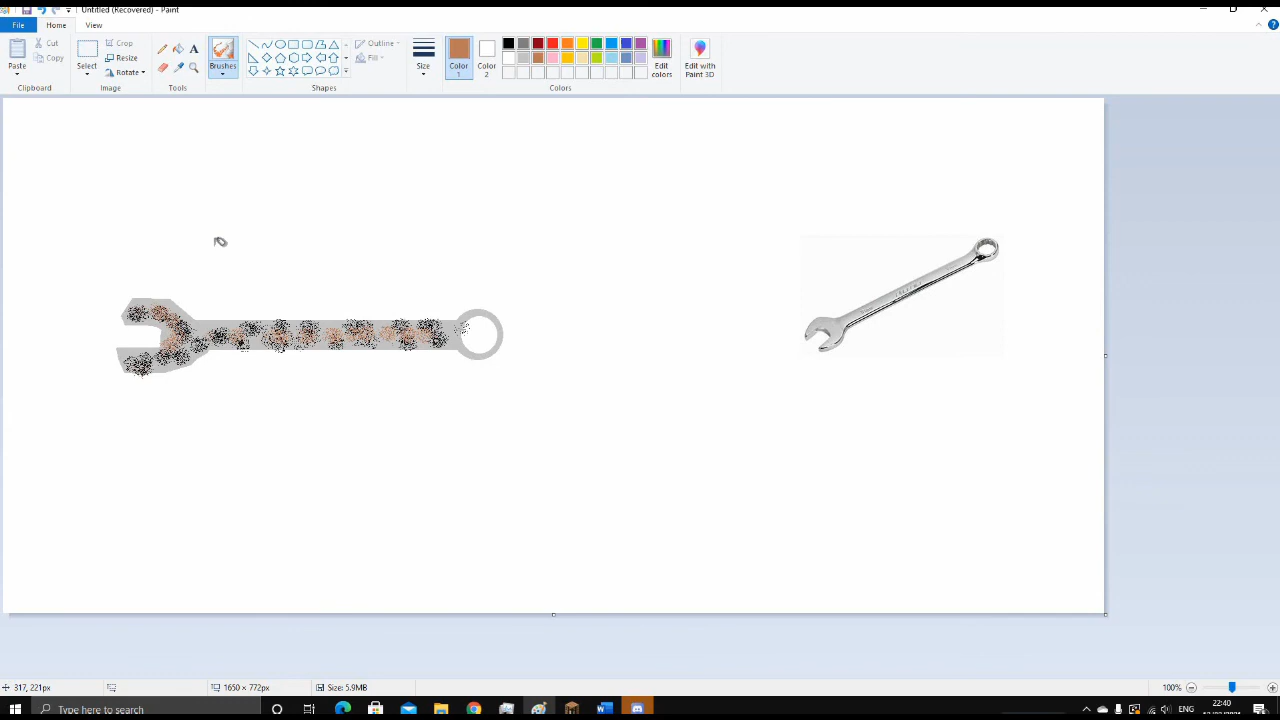 Untitled (Recovered) - Paint
File Home View
Paste
Cut
Copy
Clipboard
Select
Crop
Resize
Rotate
Image
Tools
Brushes
Shapes
Outline
Fill
Size
Color 1
Color 2
Colors
Edit colors
Edit with Paint 3D
317, 221px
1650 × 772px
Size: 5.9MB
100%
Type here to search
ENG
22:40